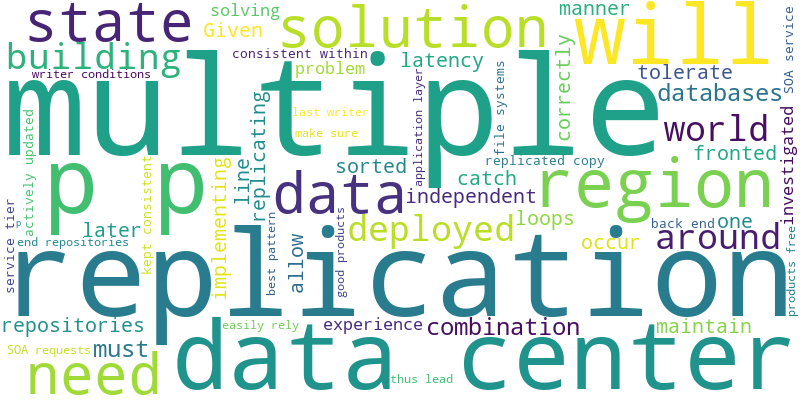 state
solving
Given
solution
manner
will
building
consistent within
writer conditions
problem
latency
correctly
SOA service
tolerate
databases
multiple
last writer
make sure
application layer
file systems
world
fronted
replicated copy
investigated
actively updated
p p
kept consistent
implementing
line
replicating
sorted
data
catch
independent
region
later
loops
deployed
back end
one
around
occur
service tier
p
end repositories
best pattern
allow
good products
products free
replication
repositories
easily rely
experience
combination
maintain
SOA requests
must
need
data center
thus lead